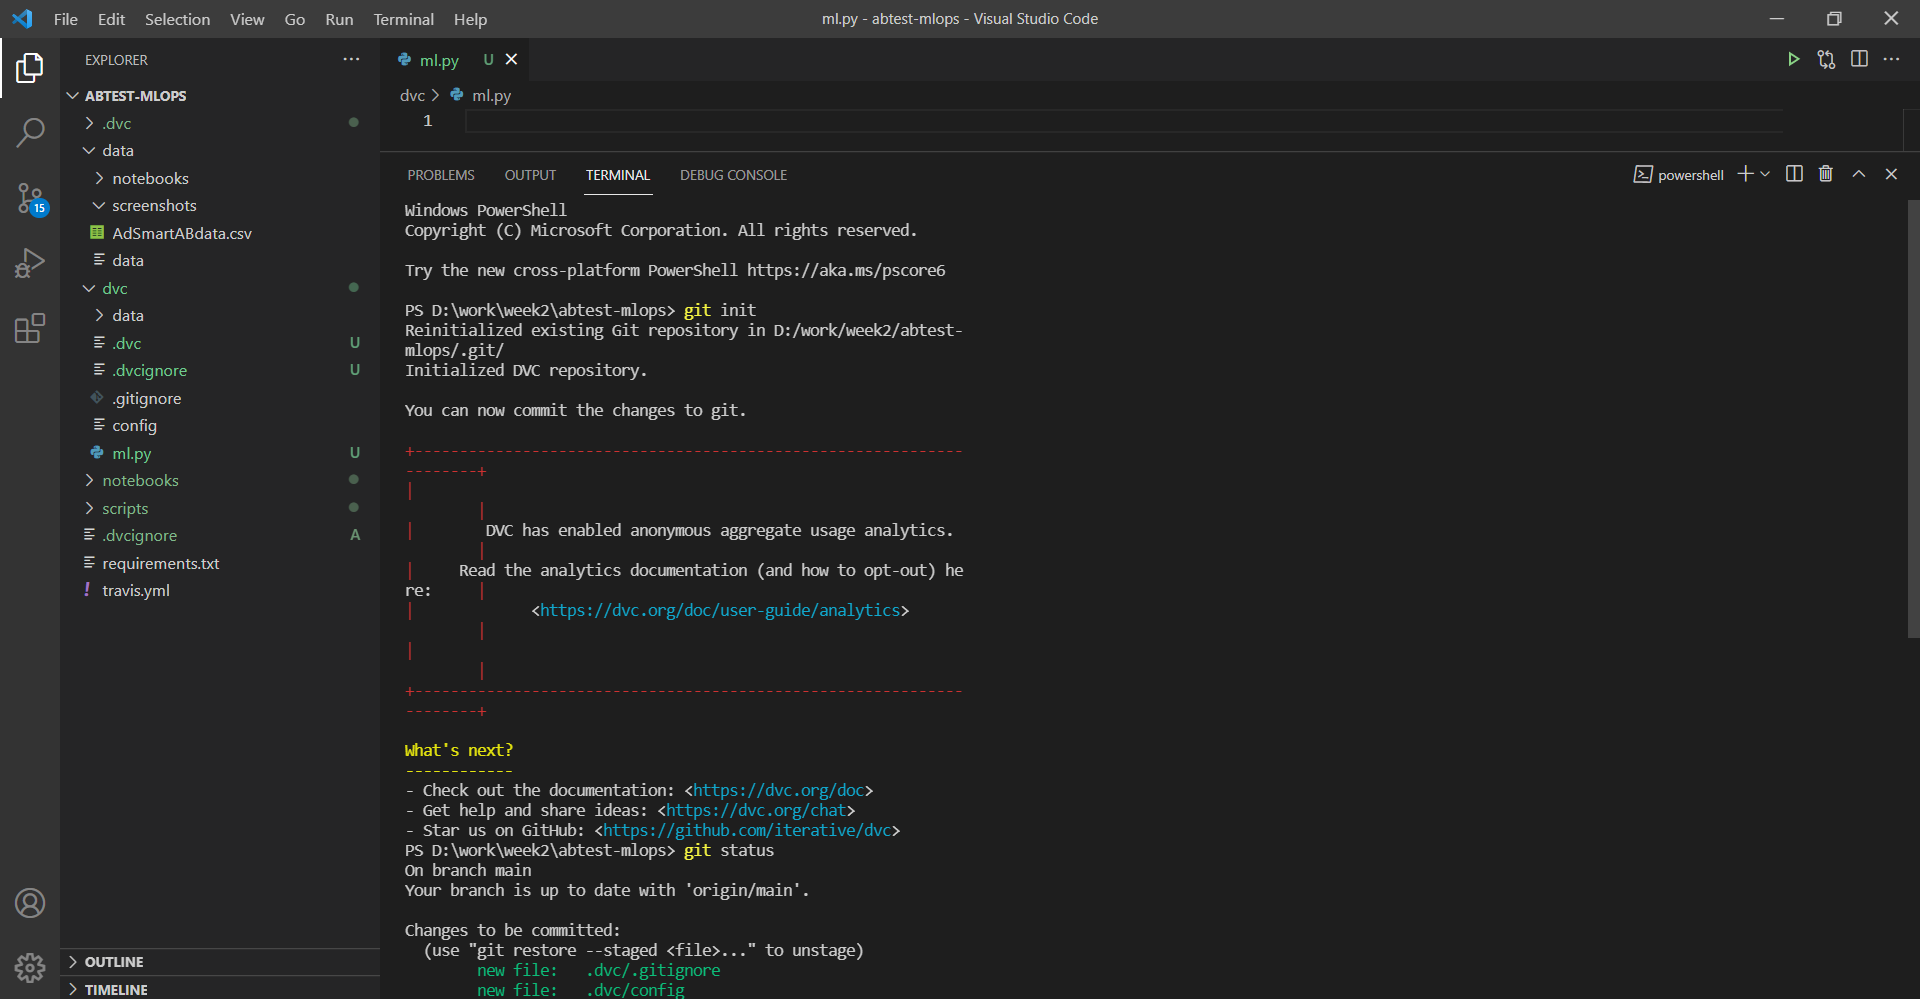 File Edit Selection View Go Run Terminal Help
ml.py - abtest-mlops - Visual Studio Code
EXPLORER
ABTEST-MLOPS
.dvc
data
notebooks
screenshots
AdSmartABdata.csv
data
dvc
data
.dvc U
.dvcignore U
.gitignore
config
ml.py U
notebooks
scripts
.dvcignore A
requirements.txt
travis.yml
OUTLINE
TIMELINE
15
ml.py U
dvc > ml.py
1
PROBLEMS OUTPUT TERMINAL DEBUG CONSOLE
powershell
Windows PowerShell
Copyright (C) Microsoft Corporation. All rights reserved.
Try the new cross-platform PowerShell https://aka.ms/pscore6
PS D:\work\week2\abtest-mlops> git init
Reinitialized existing Git repository in D:/work/week2/abtest-
mlops/.git/
Initialized DVC repository.
You can now commit the changes to git.
+-------------------------------------------------------------
--------+
|
        |
|        DVC has enabled anonymous aggregate usage analytics.
        |
|     Read the analytics documentation (and how to opt-out) he
re:     |
|             <https://dvc.org/doc/user-guide/analytics>
        |
|
        |
+-------------------------------------------------------------
--------+
What's next?
------------
- Check out the documentation: <https://dvc.org/doc>
- Get help and share ideas: <https://dvc.org/chat>
- Star us on GitHub: <https://github.com/iterative/dvc>
PS D:\work\week2\abtest-mlops> git status
On branch main
Your branch is up to date with 'origin/main'.
Changes to be committed:
  (use "git restore --staged <file>..." to unstage)
        new file:   .dvc/.gitignore
        new file:   .dvc/config